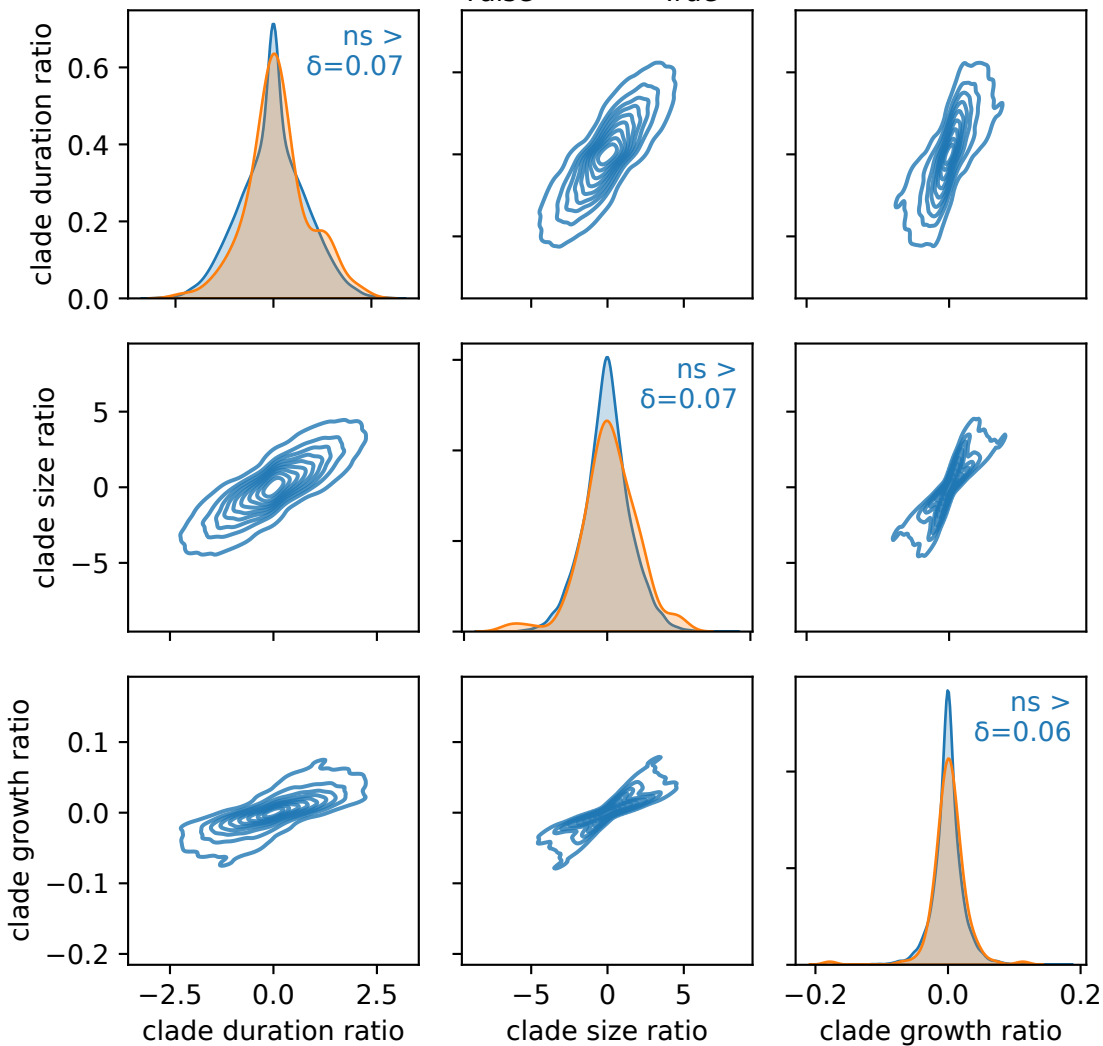 clade duration ratio
0.6
0.4
0.2
0.0
ns >
δ=0.07
clade size ratio
5
0
−5
ns >
δ=0.07
clade growth ratio
0.1
0.0
−0.1
−0.2
ns >
δ=0.06
−2.5 0.0 2.5
clade duration ratio
−5 0 5
clade size ratio
−0.2 0.0 0.2
clade growth ratio